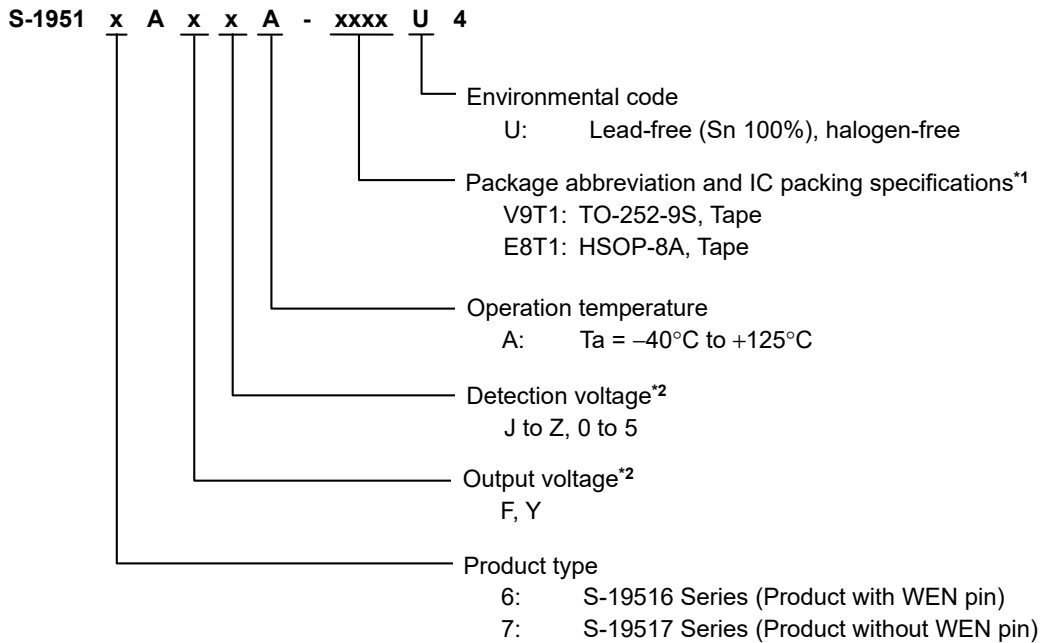 S-1951 x A x x A - xxxx U 4
Environmental code
U: Lead-free (Sn 100%), halogen-free
Package abbreviation and IC packing specifications*1
V9T1: TO-252-9S, Tape
E8T1: HSOP-8A, Tape
Operation temperature
A: Ta = −40°C to +125°C
Detection voltage*2
J to Z, 0 to 5
Output voltage*2
F, Y
Product type
6: S-19516 Series (Product with WEN pin)
7: S-19517 Series (Product without WEN pin)